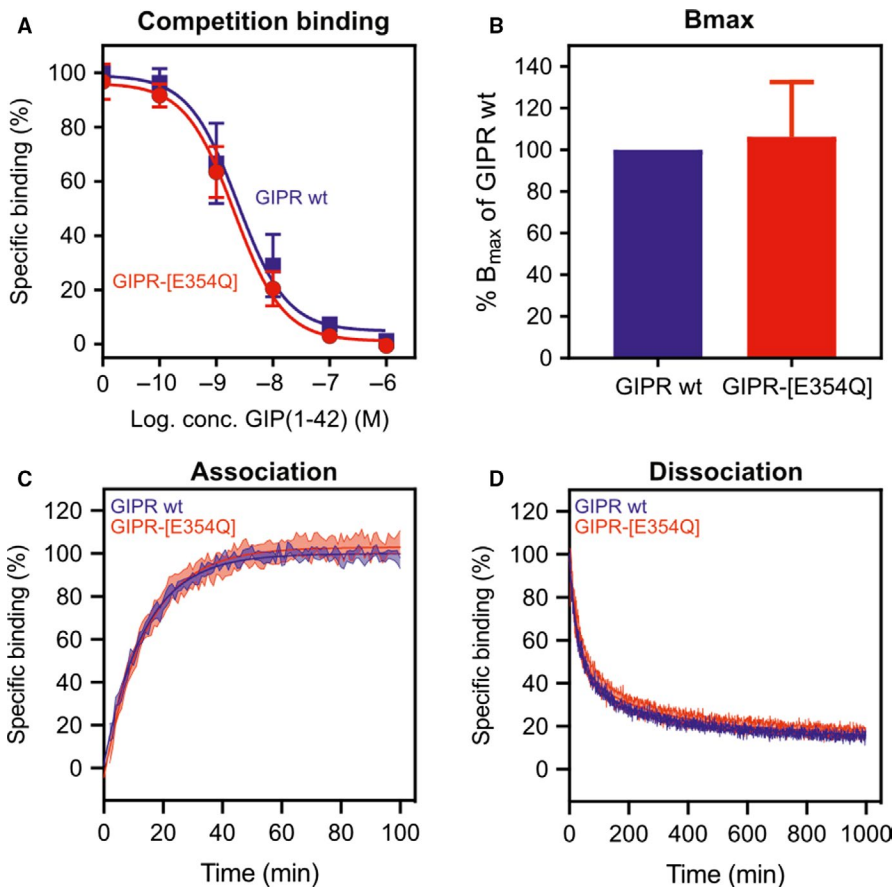 A
Competition binding
Specific binding (%)
100
80
60
40
20
0
GIPR wt
GIPR-[E354Q]
0 –10 –9 –8 –7 –6
Log. conc. GIP(1-42) (M)
B
Bmax
% Bmax of GIPR wt
140
120
100
80
60
40
20
0
GIPR wt GIPR-[E354Q]
C
Association
Specific binding (%)
120
100
80
60
40
20
0
GIPR wt
GIPR-[E354Q]
0 20 40 60 80 100
Time (min)
D
Dissociation
Specific binding (%)
120
100
80
60
40
20
0
GIPR wt
GIPR-[E354Q]
0 200 400 600 800 1000
Time (min)